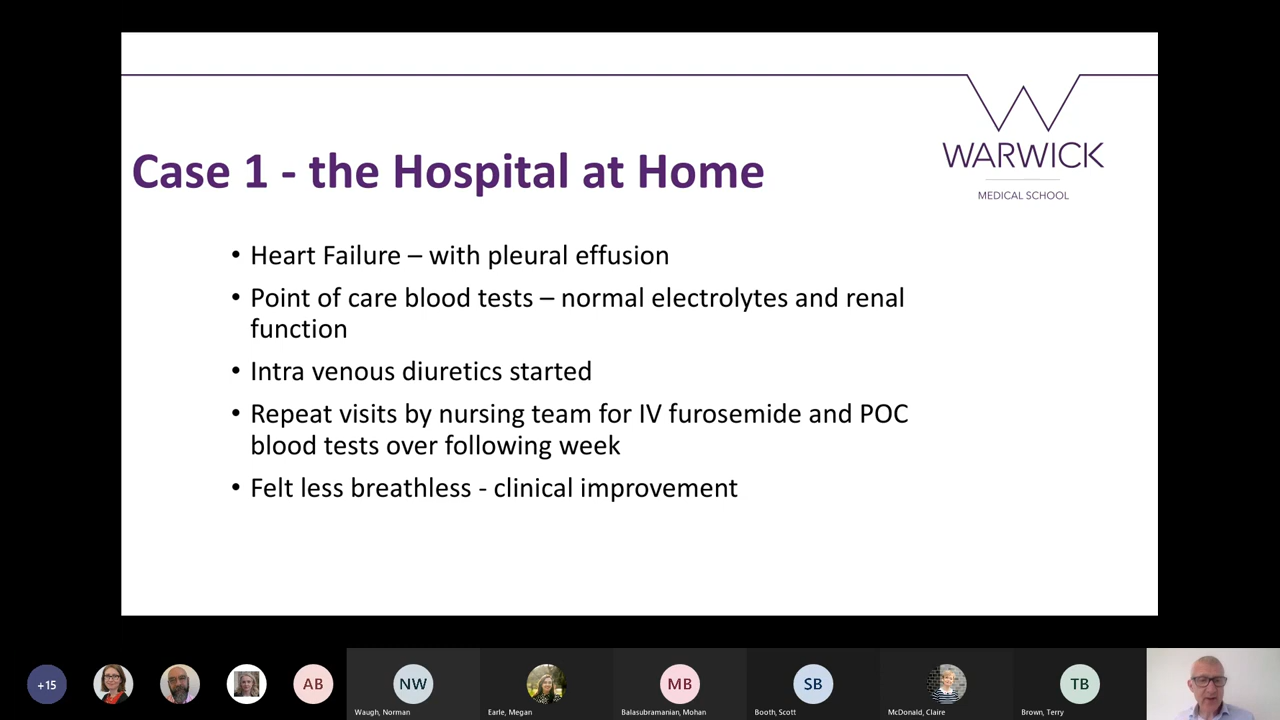 WARWICK
MEDICAL SCHOOL
Case 1 - the Hospital at Home
• Heart Failure – with pleural effusion
• Point of care blood tests – normal electrolytes and renal
function
• Intra venous diuretics started
• Repeat visits by nursing team for IV furosemide and POC
blood tests over following week
• Felt less breathless - clinical improvement
+15
AB
NW
MB
SB
TB
Waugh, Norman
Earle, Megan
Balasubramanian, Mohan
Booth, Scott
McDonald, Claire
Brown, Terry